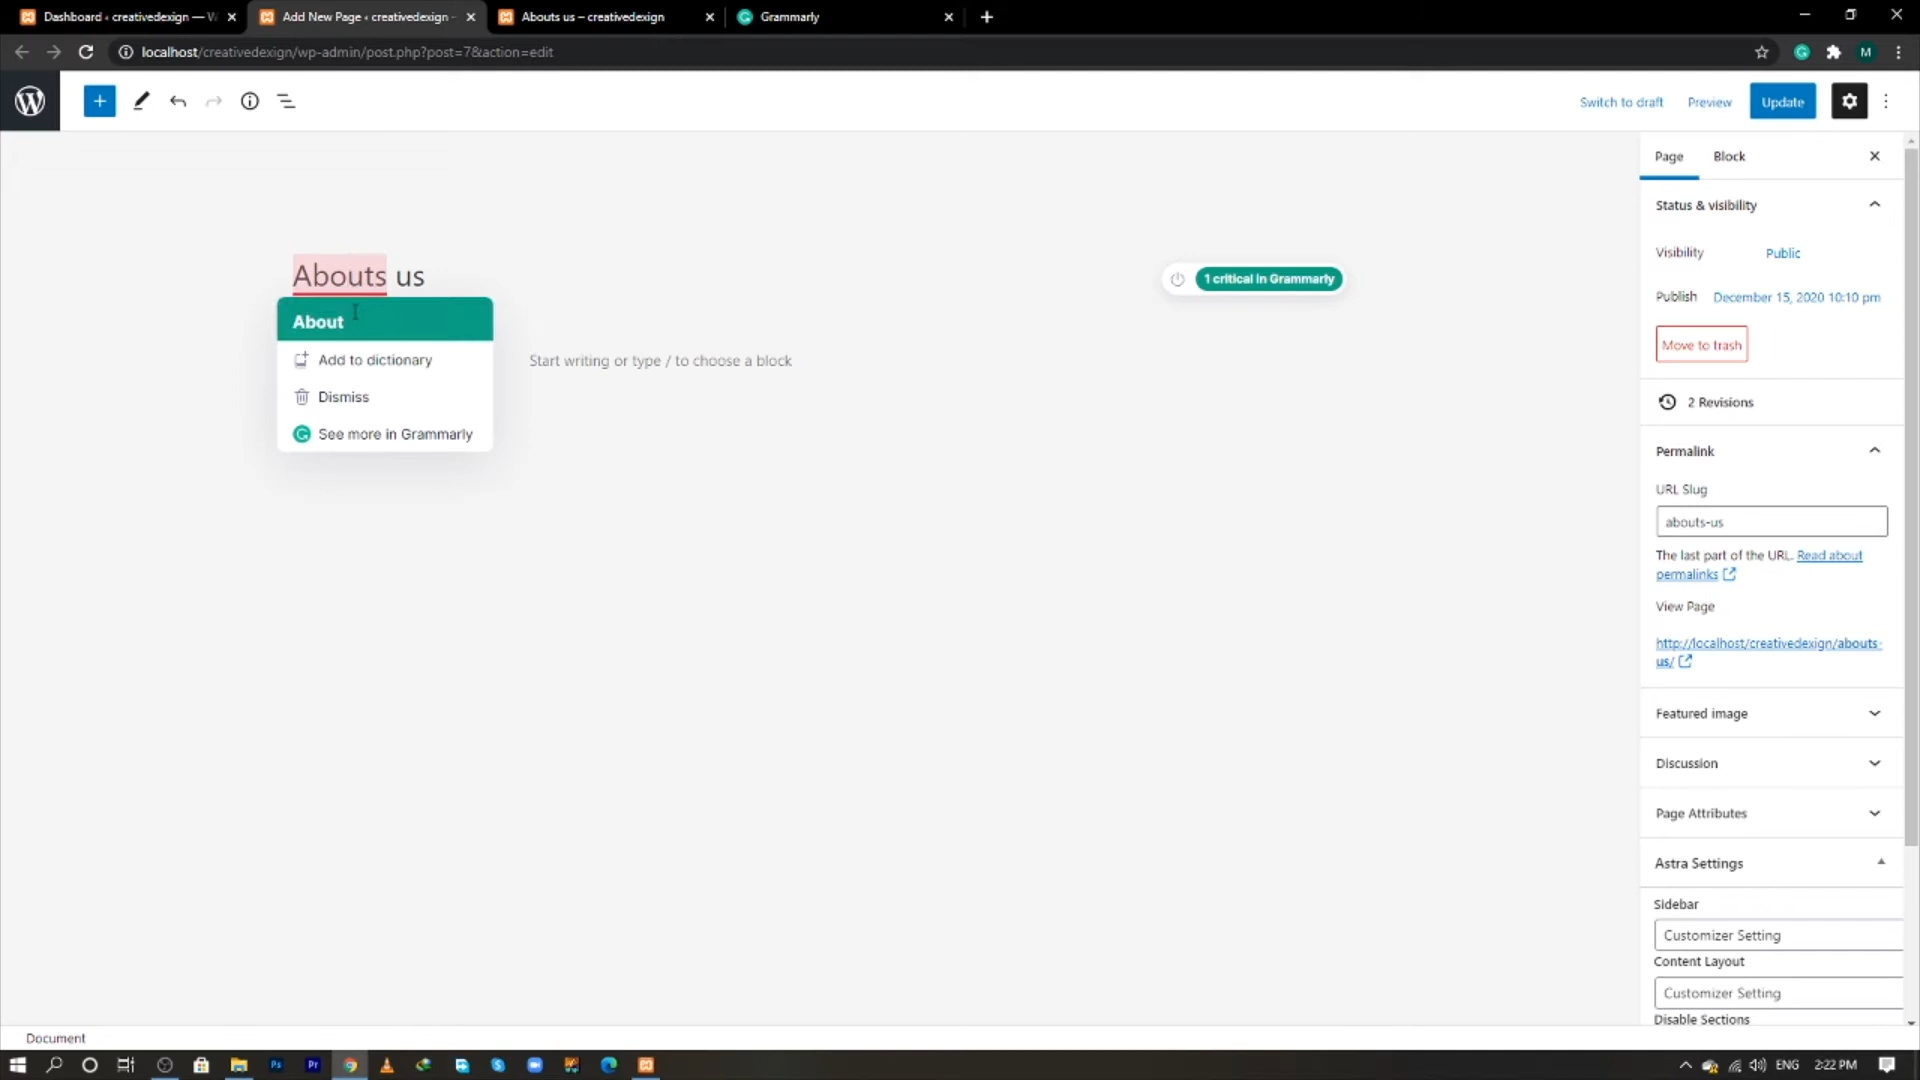 Dashboard ‹ creativedexign — W
Add New Page ‹ creativedexign
Abouts us – creativedexign
Grammarly
localhost/creativedexign/wp-admin/post.php?post=7&action=edit
M
Switch to draft
Preview
Update
Page
Block
Status & visibility
Visibility
Public
Publish
December 15, 2020 10:10 pm
Move to trash
2 Revisions
Permalink
URL Slug
abouts-us
The last part of the URL. Read about
permalinks
View Page
http://localhost/creativedexign/abouts-
us/
Featured image
Discussion
Page Attributes
Astra Settings
Sidebar
Customizer Setting
Content Layout
Customizer Setting
Disable Sections
Abouts us
1 critical in Grammarly
About
Add to dictionary
Dismiss
See more in Grammarly
Start writing or type / to choose a block
Document
Ps
Pr
ENG
2:22 PM